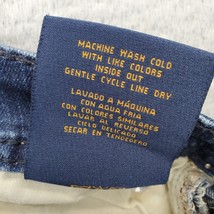 MACHINE WASH COLD
WITH LIKE COLORS
INSIDE OUT
GENTLE CYCLE LINE DRY
LAVADO A MÁQUINA
CON AGUA FRIA
CON COLORES SIMILARES
LAVAR AL REVERSO
CICLO DELICADO
SECAR EN TENDEDERO